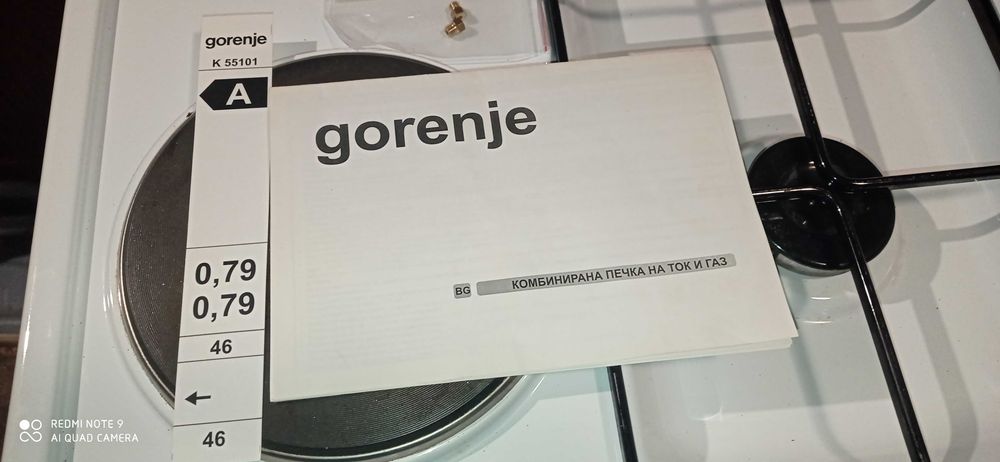 gorenje
K 55101
A
0,79
0,79
46
46
gorenje
BG КОМБИНИРАНА ПЕЧКА НА ТОК И ГАЗ
REDMI NOTE 9
AI QUAD CAMERA